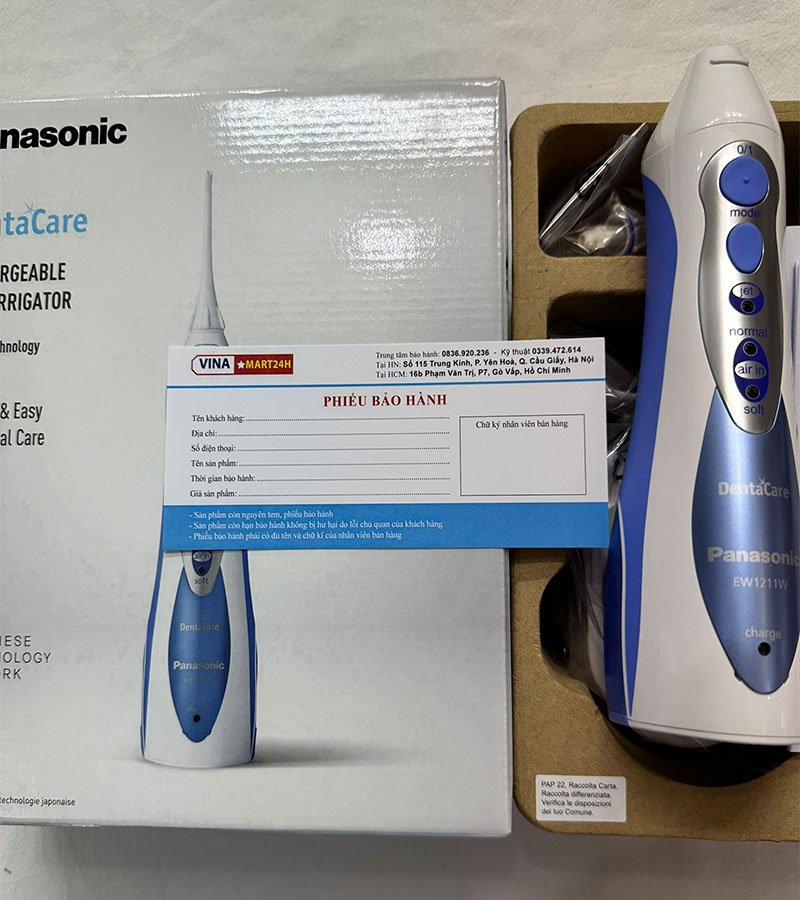 nasonic
ntaCare
RGEABLE
RRIGATOR
hnology
& Easy
al Care
VINA MART24H
Trung tâm bảo hành: 0836.920.236 - Kỹ thuật 0339.472.614
Tại HN: Số 115 Trung Kính, P. Yên Hoà, Q. Cầu Giấy, Hà Nội
Tại HCM: 16b Phạm Văn Trị, P7, Gò Vấp, Hồ Chí Minh
PHIẾU BẢO HÀNH
Tên khách hàng:
Địa chỉ:
Số điện thoại:
Tên sản phẩm:
Thời gian bảo hành:
Giá sản phẩm:
Chữ ký nhân viên bán hàng
- Sản phẩm còn nguyên tem, phiếu bảo hành
- Sản phẩm còn hạn bảo hành không bị hư hại do lỗi chủ quan của khách hàng
- Phiếu bảo hành phải có đủ tên và chữ kí của nhân viên bán hàng
air in
soft
DentaCare
Panasonic
NESE
OLOGY
RK
technologie japonaise
0/1
mode
jet
normal
air in
soft
DentaCare
Panasonic
EW1211W
charge
PAP 22, Raccolta Carta.
Raccolta differenziata.
Verifica le disposizioni
del tuo Comune.